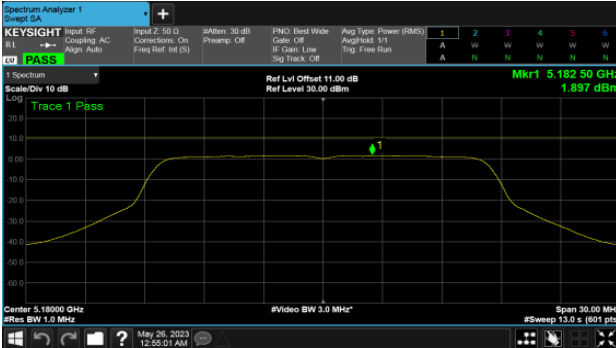 Spectrum Analyzer 1
Swept SA
KEYSIGHT
RL
LXI PASS
Input: RF
Coupling: AC
Align: Auto
Input Z: 50 Ω
Corrections: On
Freq Ref: Int (S)
#Atten: 30 dB
Preamp: Off
PNO: Best Wide
Gate: Off
IF Gain: Low
Sig Track: Off
Avg Type: Power (RMS)
Avg|Hold: 1/1
Trig: Free Run
1 2 3 4 5 6
A W W W W W
A N N N N N
1 Spectrum
Scale/Div 10 dB
Ref Lvl Offset 11.00 dB
Ref Level 30.00 dBm
Mkr1 5.182 50 GHz
1.897 dBm
Log
Trace 1 Pass
20.0
10.0
0.00
-10.0
-20.0
-30.0
-40.0
-50.0
-60.0
1
Center 5.18000 GHz
#Res BW 1.0 MHz
#Video BW 3.0 MHz*
Span 30.00 MHz
#Sweep 13.0 s (601 pts
May 26, 2023
12:55:01 AM